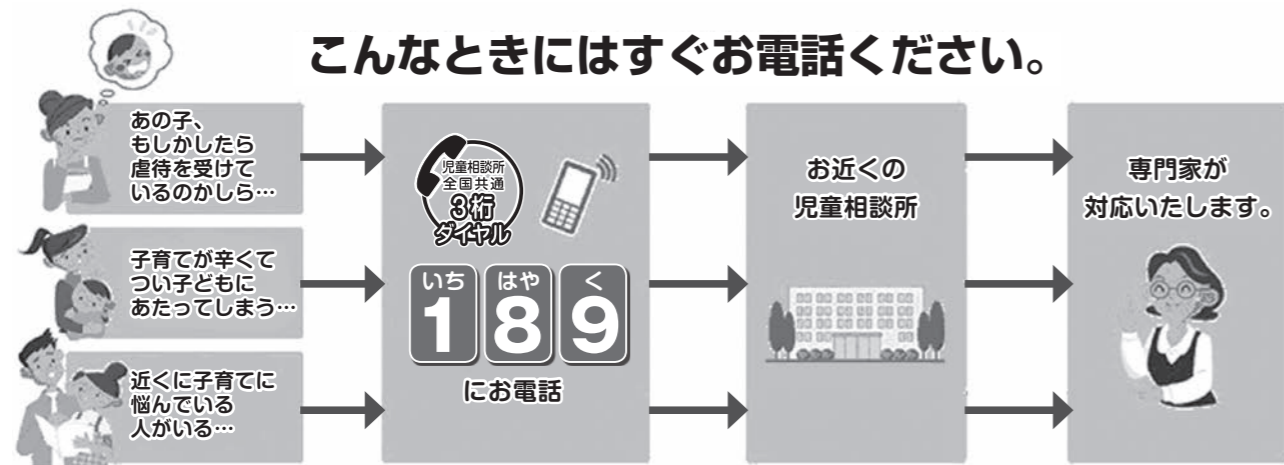 こんなときにはすぐお電話ください。
あの子、
もしかしたら
虐待を受けて
いるのかしら…
子育てが辛くて
つい子どもに
あたってしまう…
近くに子育てに
悩んでいる
人がいる…
児童相談所
全国共通
3桁
ダイヤル
いち はや く
1 8 9
にお電話
お近くの
児童相談所
専門家が
対応いたします。